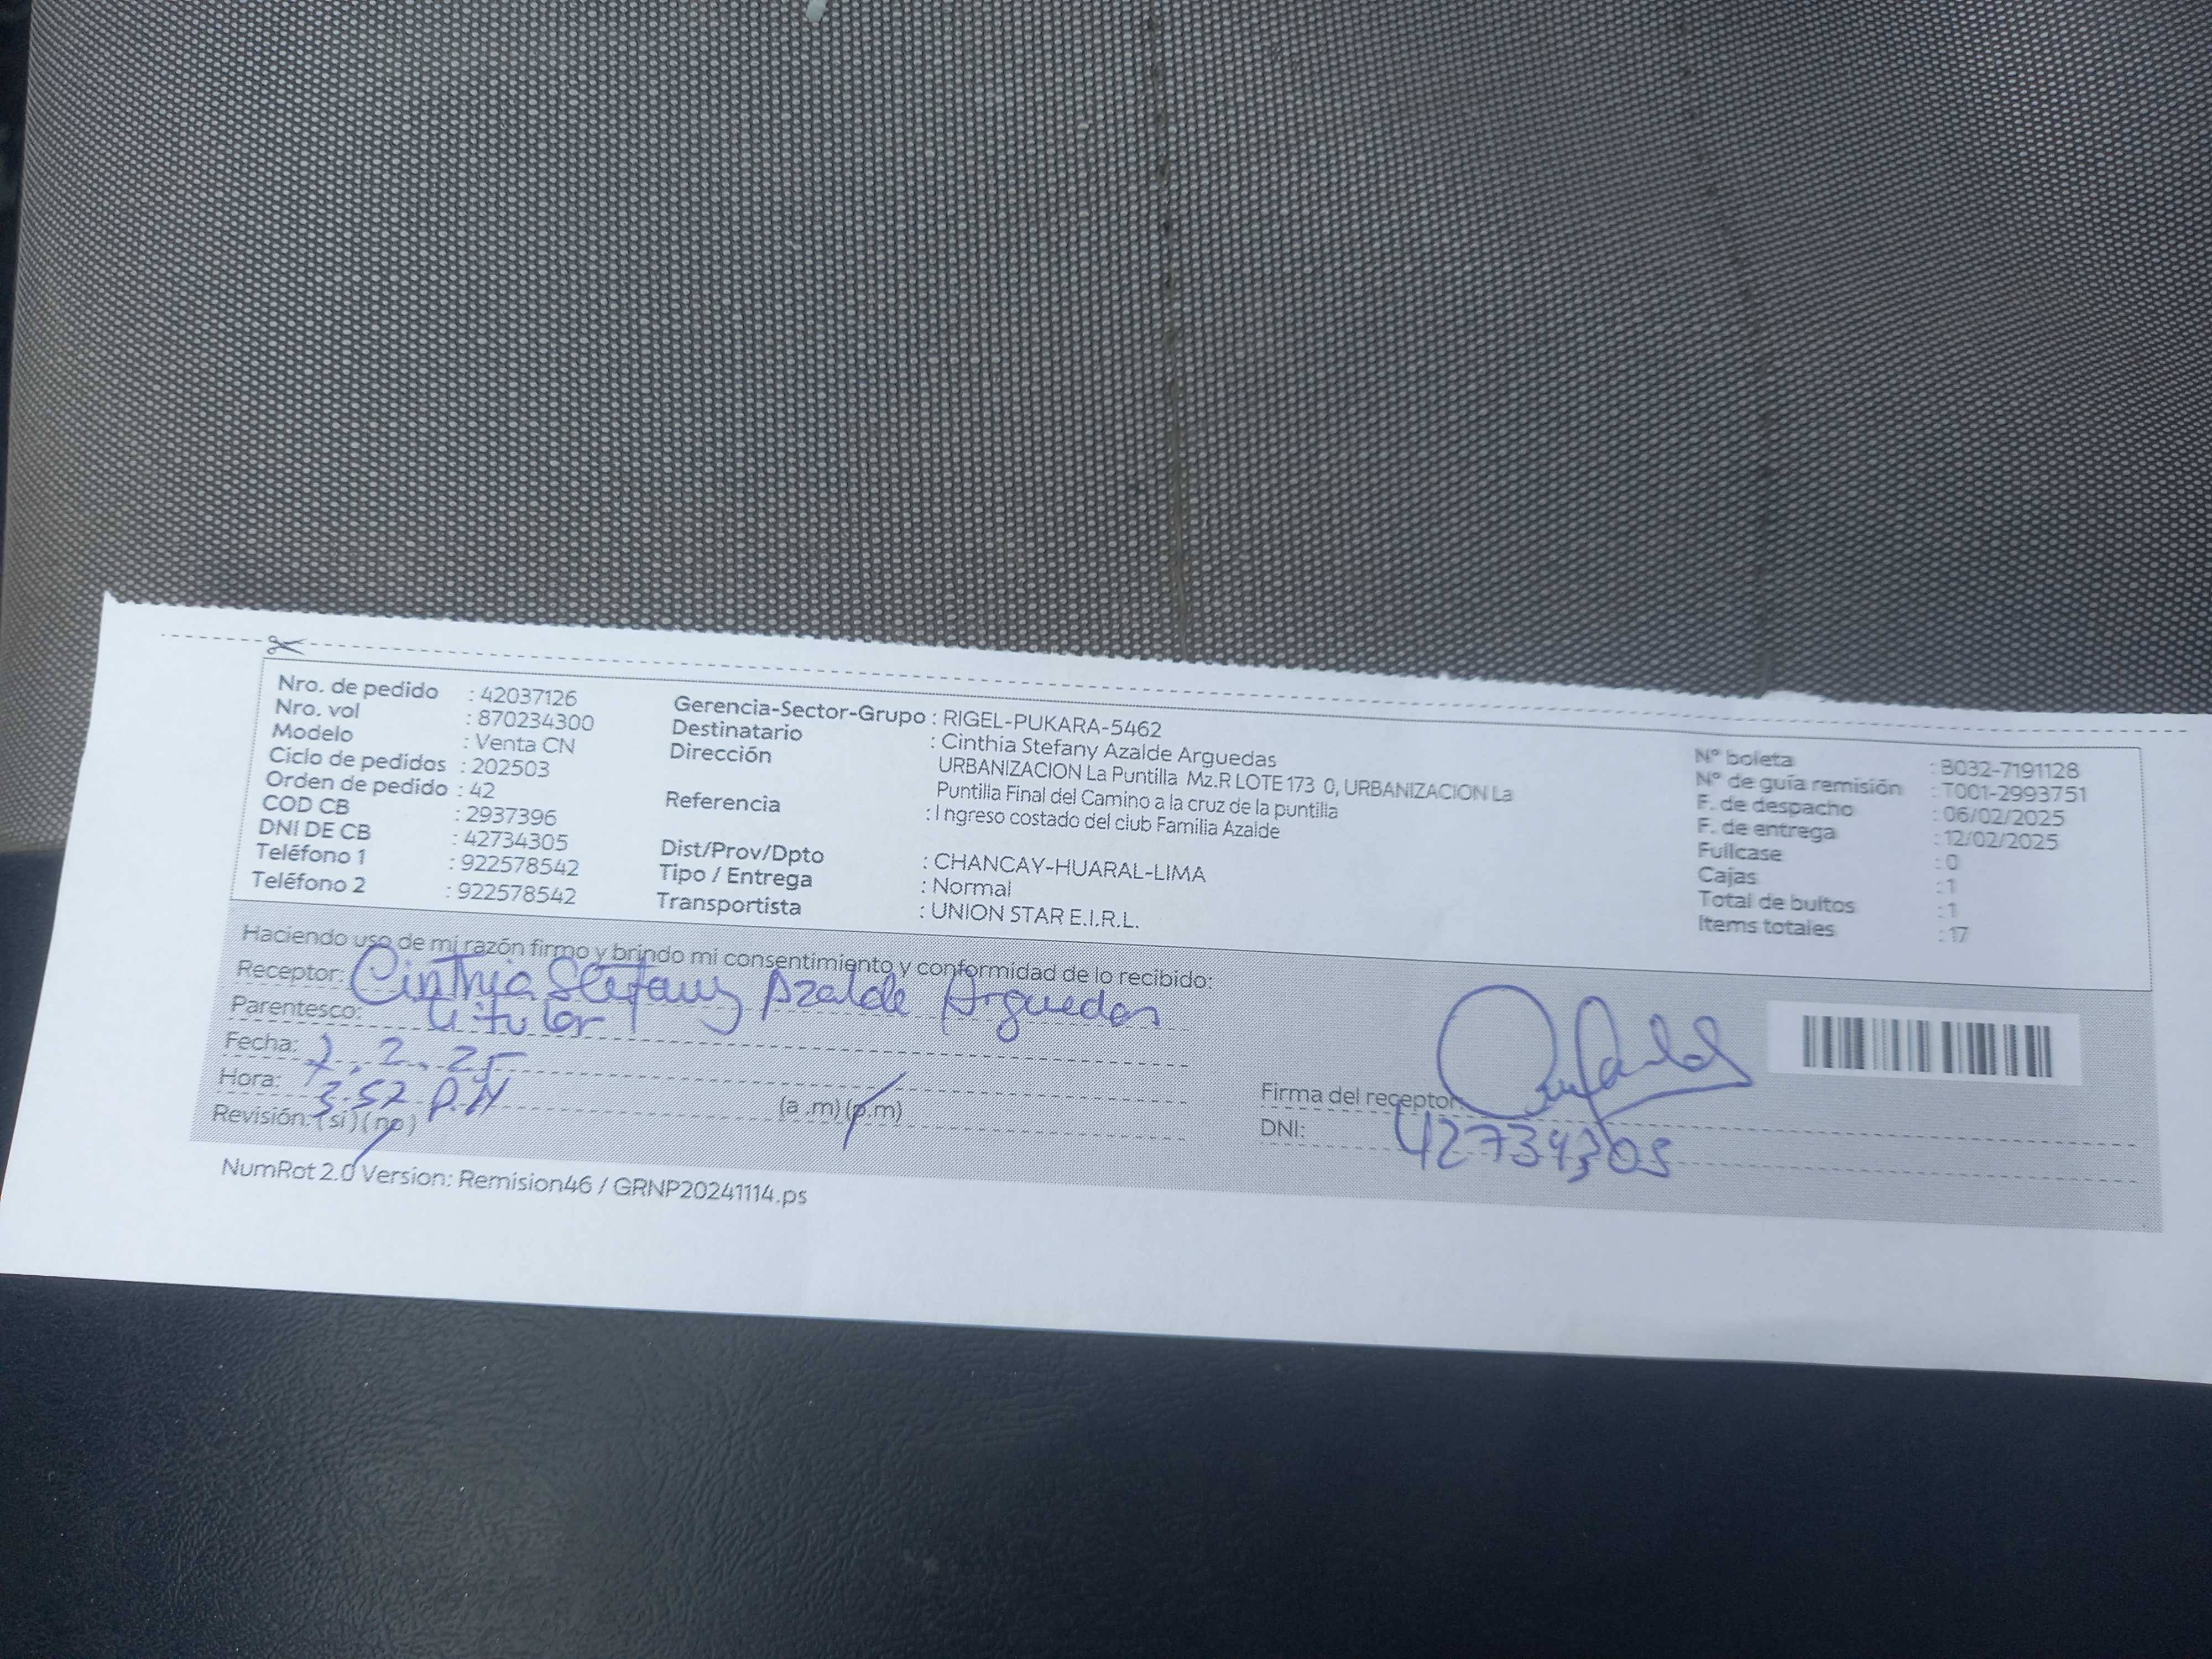 Nro. de pedido : 42037126
Nro. vol : 870234300
Modelo : Venta CN
Ciclo de pedidos : 202503
Orden de pedido : 42
COD CB : 2937396
DNI DE CB : 42734305
Teléfono 1 : 922578542
Teléfono 2 : 922578542
Gerencia-Sector-Grupo : RIGEL-PUKARA-5462
Destinatario : Cinthia Stefany Azalde Arguedas
Dirección URBANIZACION La Puntilla Mz.R LOTE 173 0, URBANIZACION La
Puntilla Final del Camino a la cruz de la puntilla
Referencia : Ingreso costado del club Familia Azalde
Dist/Prov/Dpto : CHANCAY-HUARAL-LIMA
Tipo / Entrega : Normal
Transportista : UNION STAR E.I.R.L.
N° boleta : B032-7191128
N° de guía remisión : T001-2993751
F. de despacho : 06/02/2025
F. de entrega : 12/02/2025
Fullcase : 0
Cajas : 1
Total de bultos : 1
Items totales : 17
Haciendo uso de mi razón firmo y brindo mi consentimiento y conformidad de lo recibido:
Receptor: Cinthia Stefany Azalde Arguedas
Parentesco: titular
Fecha: 7.2.25
Hora: 3:57 P.M (a.m) (p.m)
Revisión: (si) (no)
Firma del receptor:
DNI: 42734305
NumRot 2.0 Version: Remision46 / GRNP20241114.ps